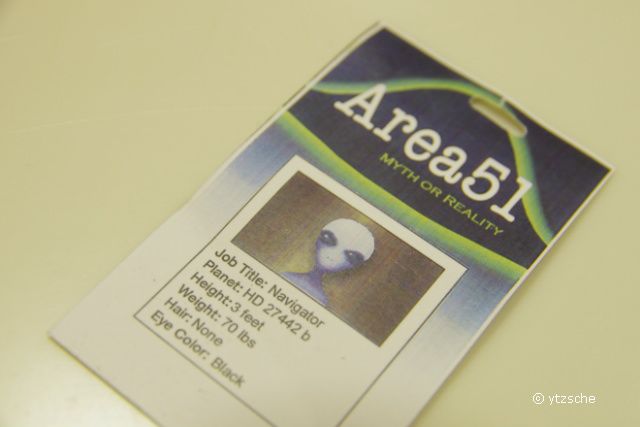 Area51
MYTH OR REALITY
Job Title: Navigator
Planet: HD 27442 b
Height: 3 feet
Weight: 70 lbs
Hair: None
Eye Color: Black
© ytzsche